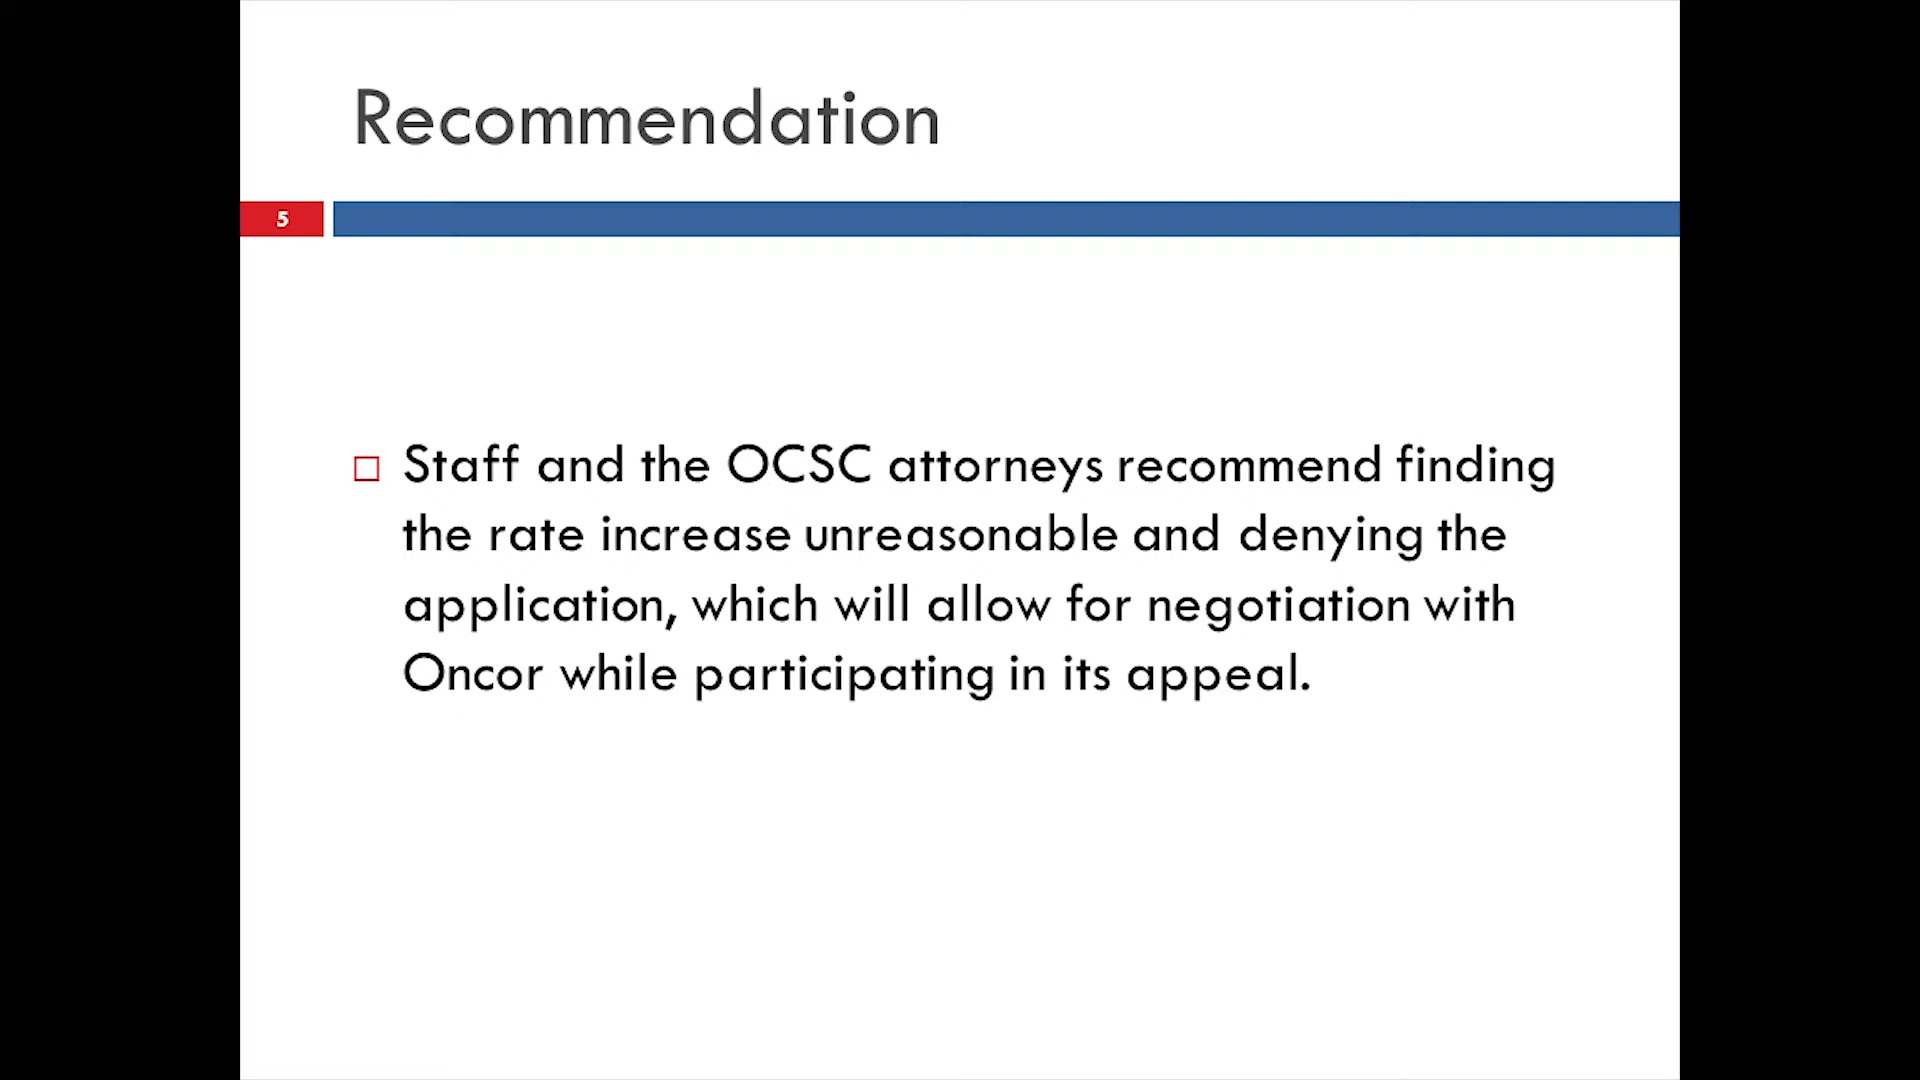 Recommendation
5
Staff and the OCSC attorneys recommend finding
the rate increase unreasonable and denying the
application, which will allow for negotiation with
Oncor while participating in its appeal.